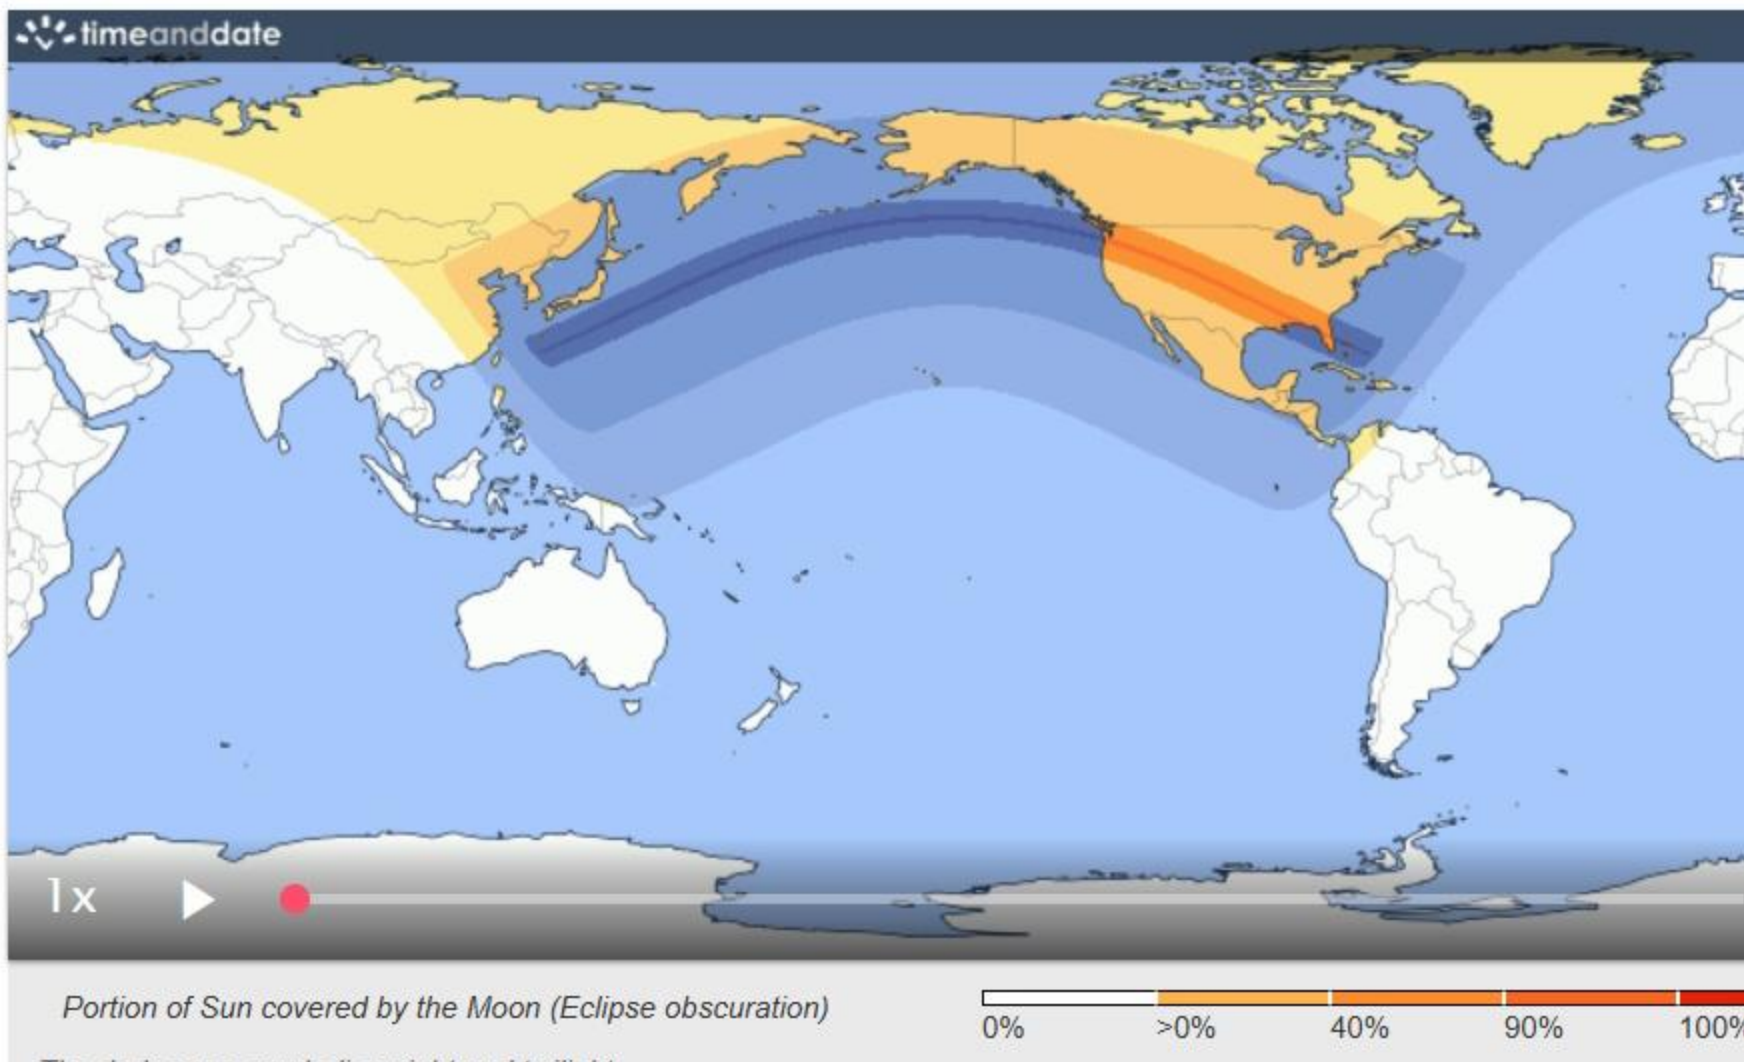 timeanddate
1x
Portion of Sun covered by the Moon (Eclipse obscuration)
0% >0% 40% 90% 100%